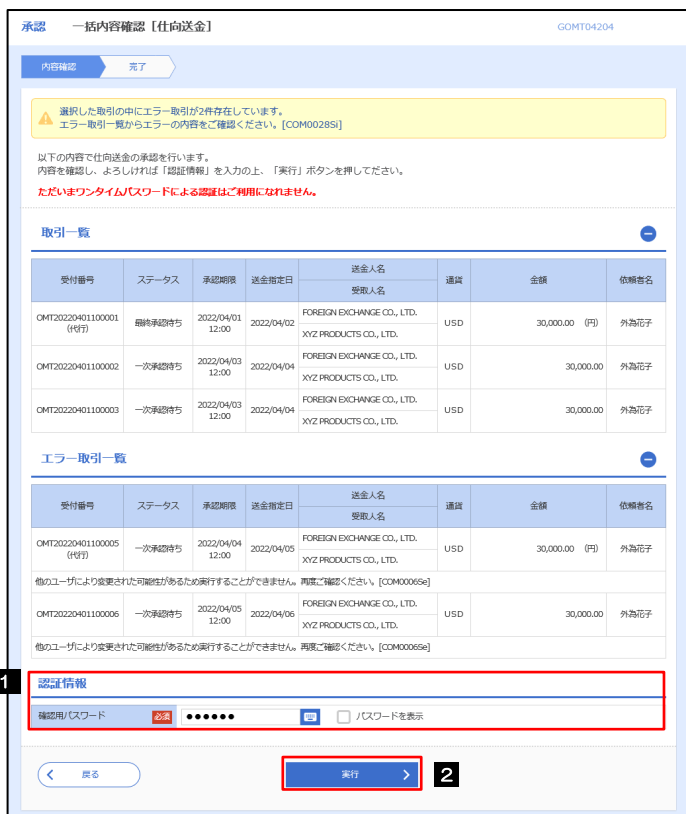 承認 一括内容確認［仕向送金］ GOMT04204
内容確認 完了
選択した取引の中にエラー取引が2件存在しています。
エラー取引一覧からエラーの内容をご確認ください。[COM0028Si]
以下の内容で仕向送金の承認を行います。
内容を確認し、よろしければ「認証情報」を入力の上、「実行」ボタンを押してください。
ただいまワンタイムパスワードによる認証はご利用になれません。
取引一覧
受付番号 ステータス 承認期限 送金指定日 送金人名 通貨 金額 依頼者名
受取人名
OMT20220401100001 (代行) 最終承認待ち 2022/04/01 12:00 2022/04/02 FOREIGN EXCHANGE CO., LTD. USD 30,000.00 (円) 外為花子
XYZ PRODUCTS CO., LTD.
OMT20220401100002 一次承認待ち 2022/04/03 12:00 2022/04/04 FOREIGN EXCHANGE CO., LTD. USD 30,000.00 外為花子
XYZ PRODUCTS CO., LTD.
OMT20220401100003 一次承認待ち 2022/04/03 12:00 2022/04/04 FOREIGN EXCHANGE CO., LTD. USD 30,000.00 外為花子
XYZ PRODUCTS CO., LTD.
エラー取引一覧
受付番号 ステータス 承認期限 送金指定日 送金人名 通貨 金額 依頼者名
受取人名
OMT20220401100005 (代行) 一次承認待ち 2022/04/04 12:00 2022/04/05 FOREIGN EXCHANGE CO., LTD. USD 30,000.00 (円) 外為花子
XYZ PRODUCTS CO., LTD.
他のユーザにより変更された可能性があるため実行することができません。再度ご確認ください。[COM0006Se]
OMT20220401100006 一次承認待ち 2022/04/05 12:00 2022/04/06 FOREIGN EXCHANGE CO., LTD. USD 30,000.00 外為花子
XYZ PRODUCTS CO., LTD.
他のユーザにより変更された可能性があるため実行することができません。再度ご確認ください。[COM0006Se]
1
認証情報
確認用パスワード 必須 ●●●●●● パスワードを表示
戻る 実行 2